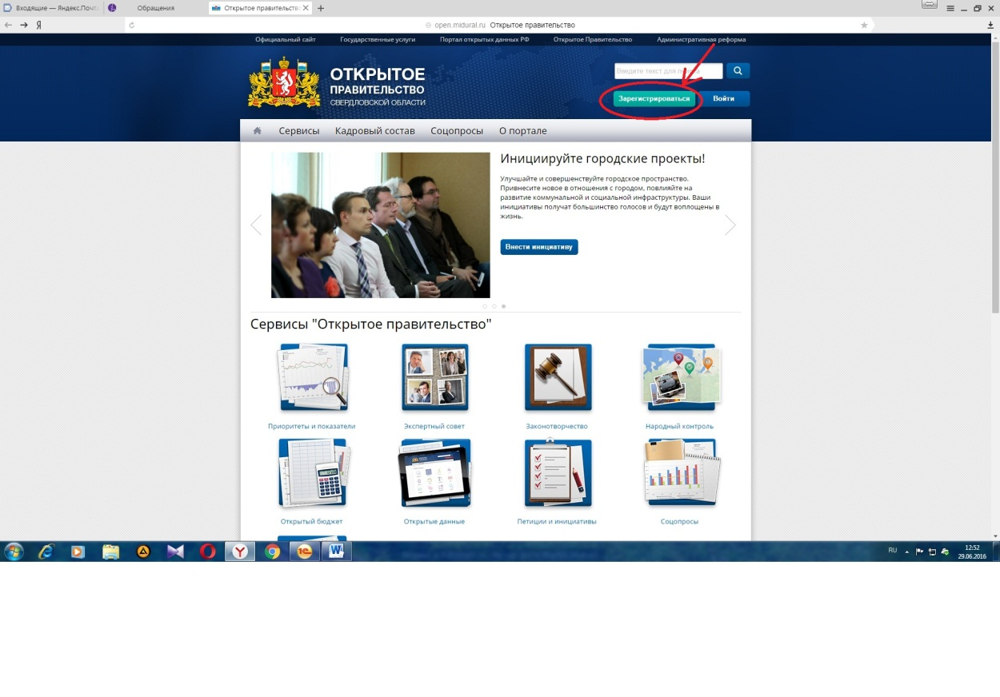 Входящие — Яндекс.Почта
Обращения
Открытое правительство
Я
open.midural.ru Открытое правительство
Официальный сайт Государственные услуги Портал открытых данных РФ Открытое Правительство Административная реформа
ОТКРЫТОЕ
ПРАВИТЕЛЬСТВО
СВЕРДЛОВСКОЙ ОБЛАСТИ
Введите текст для поиска
Зарегистрироваться Войти
Сервисы Кадровый состав Соцопросы О портале
Инициируйте городские проекты!
Улучшайте и совершенствуйте городское пространство.
Привнесите новое в отношения с городом, повлияйте на
развитие коммунальной и социальной инфраструктуры. Ваши
инициативы получат большинство голосов и будут воплощены в
жизнь.
Внести инициативу
Сервисы "Открытое правительство"
Приоритеты и показатели Экспертный совет Законотворчество Народный контроль
Открытый бюджет Открытые данные Петиции и инициативы Соцопросы
RU
12:52
29.06.2016